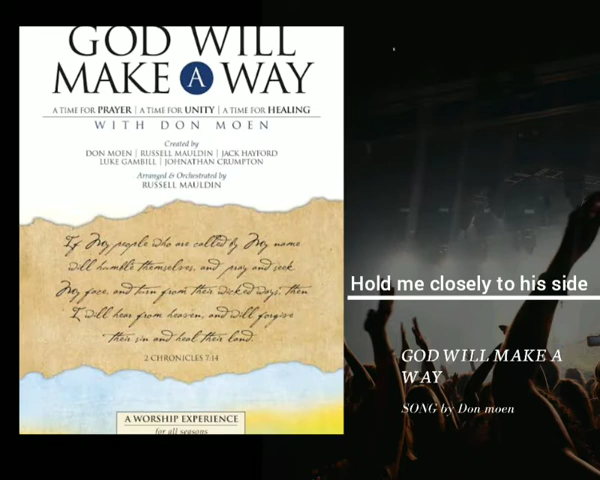 GOD WILL
MAKE A WAY
A TIME FOR PRAYER | A TIME FOR UNITY | A TIME FOR HEALING
WITH DON MOEN
Created by
DON MOEN | RUSSELL MAULDIN | JACK HAYFORD
LUKE GAMBILL | JOHNATHAN CRUMPTON
Arranged & Orchestrated by
RUSSELL MAULDIN
If My people who are called by My name
will humble themselves, and pray and seek
My face, and turn from their wicked ways, then
I will hear from heaven, and will forgive
their sin and heal their land.
2 CHRONICLES 7:14
A WORSHIP EXPERIENCE
for all seasons
Hold me closely to his side
GOD WILL MAKE A
WAY
SONG by Don moen